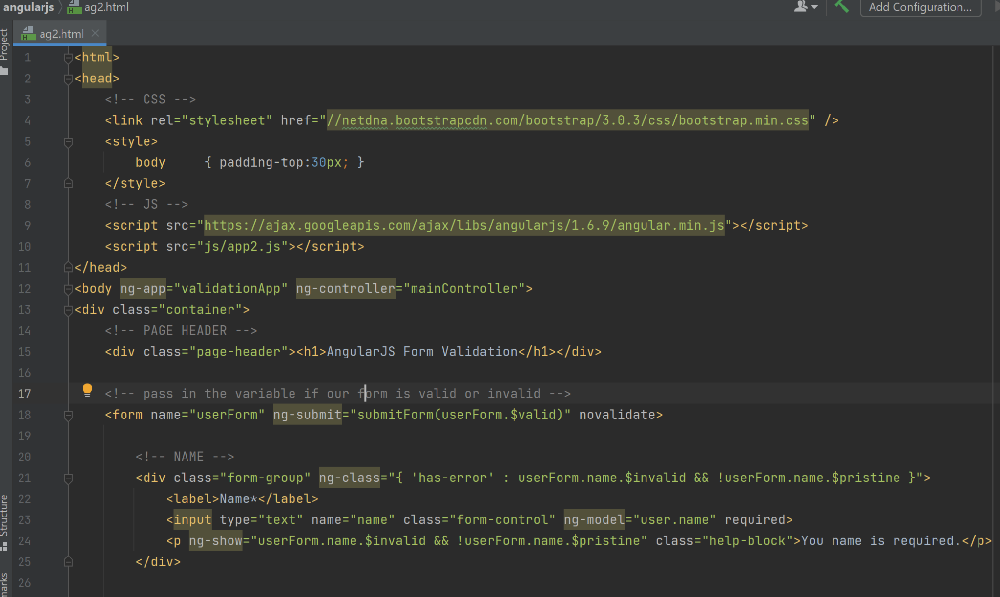 angularjs ag2.html Add Configuration...
Project
ag2.html
1 <html>
2 <head>
3 <!-- CSS -->
4 <link rel="stylesheet" href="//netdna.bootstrapcdn.com/bootstrap/3.0.3/css/bootstrap.min.css" />
5 <style>
6 body { padding-top:30px; }
7 </style>
8 <!-- JS -->
9 <script src="https://ajax.googleapis.com/ajax/libs/angularjs/1.6.9/angular.min.js"></script>
10 <script src="js/app2.js"></script>
11 </head>
12 <body ng-app="validationApp" ng-controller="mainController">
13 <div class="container">
14 <!-- PAGE HEADER -->
15 <div class="page-header"><h1>AngularJS Form Validation</h1></div>
16
17 <!-- pass in the variable if our form is valid or invalid -->
18 <form name="userForm" ng-submit="submitForm(userForm.$valid)" novalidate>
19
20 <!-- NAME -->
21 <div class="form-group" ng-class="{ 'has-error' : userForm.name.$invalid && !userForm.name.$pristine }">
22 <label>Name*</label>
23 <input type="text" name="name" class="form-control" ng-model="user.name" required>
24 <p ng-show="userForm.name.$invalid && !userForm.name.$pristine" class="help-block">You name is required.</p>
25 </div>
26
Structure
marks